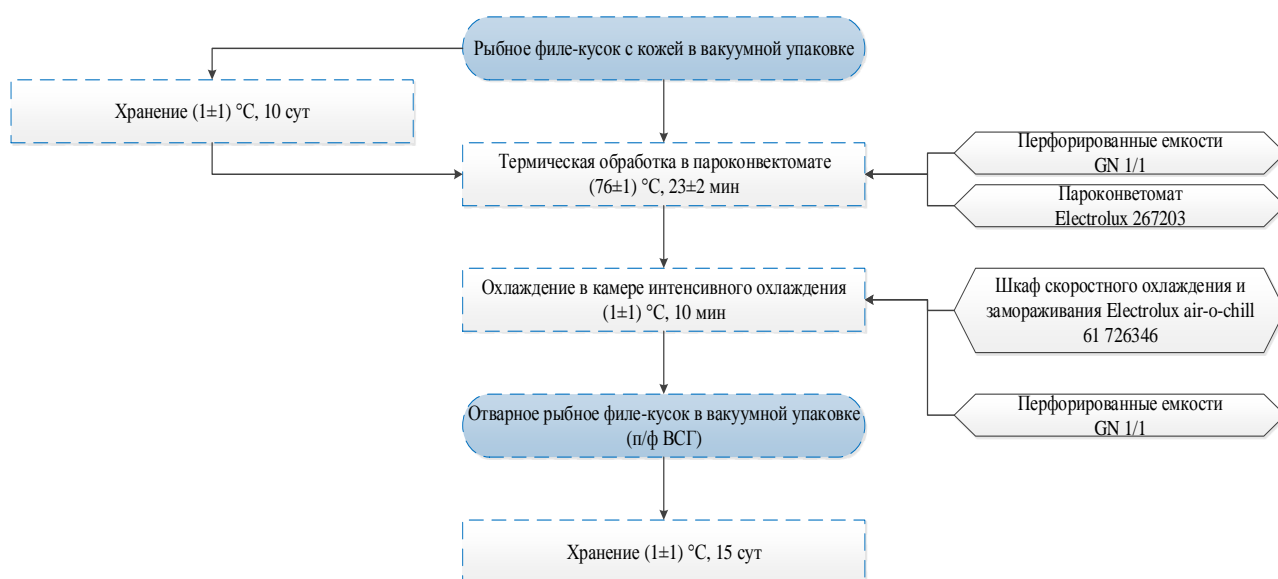 Рыбное филе-кусок с кожей в вакуумной упаковке
Хранение (1±1) °С, 10 сут
Термическая обработка в пароконвектомате
(76±1) °С, 23±2 мин
Перфорированные емкости
GN 1/1
Пароконветомат
Electrolux 267203
Охлаждение в камере интенсивного охлаждения
(1±1) °С, 10 мин
Шкаф скоростного охлаждения и
замораживания Electrolux air-o-chill
61 726346
Отварное рыбное филе-кусок в вакуумной упаковке
(п/ф ВСГ)
Перфорированные емкости
GN 1/1
Хранение (1±1) °С, 15 сут